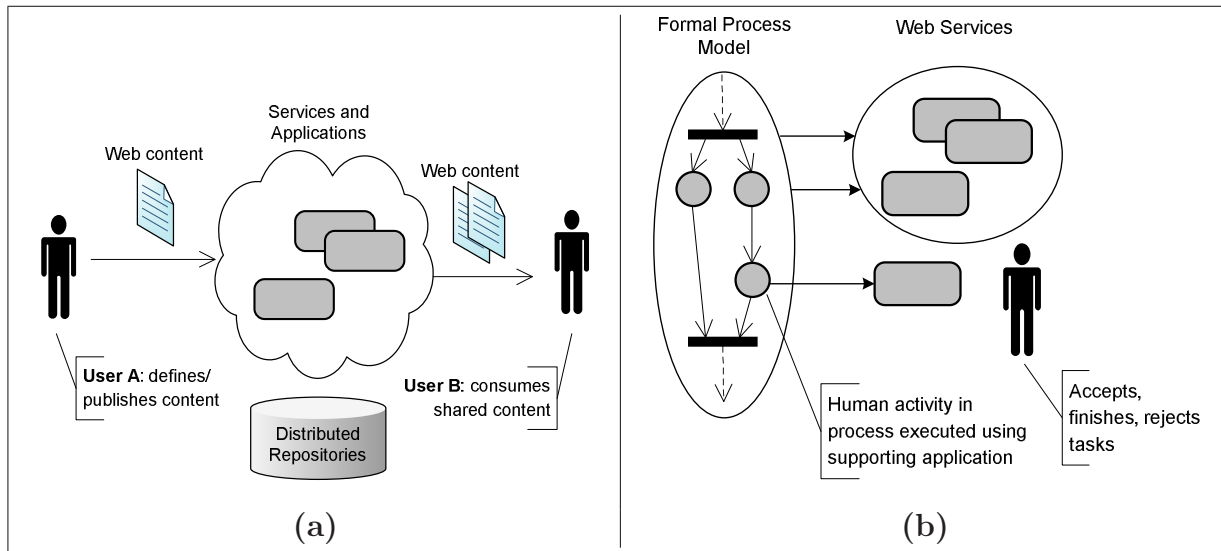 Services and
Applications
Web content
Web content
User A: defines/
publishes content
User B: consumes
shared content
Distributed
Repositories
(a)
Formal Process
Model
Web Services
Human activity in
process executed using
supporting application
Accepts,
finishes, rejects
tasks
(b)